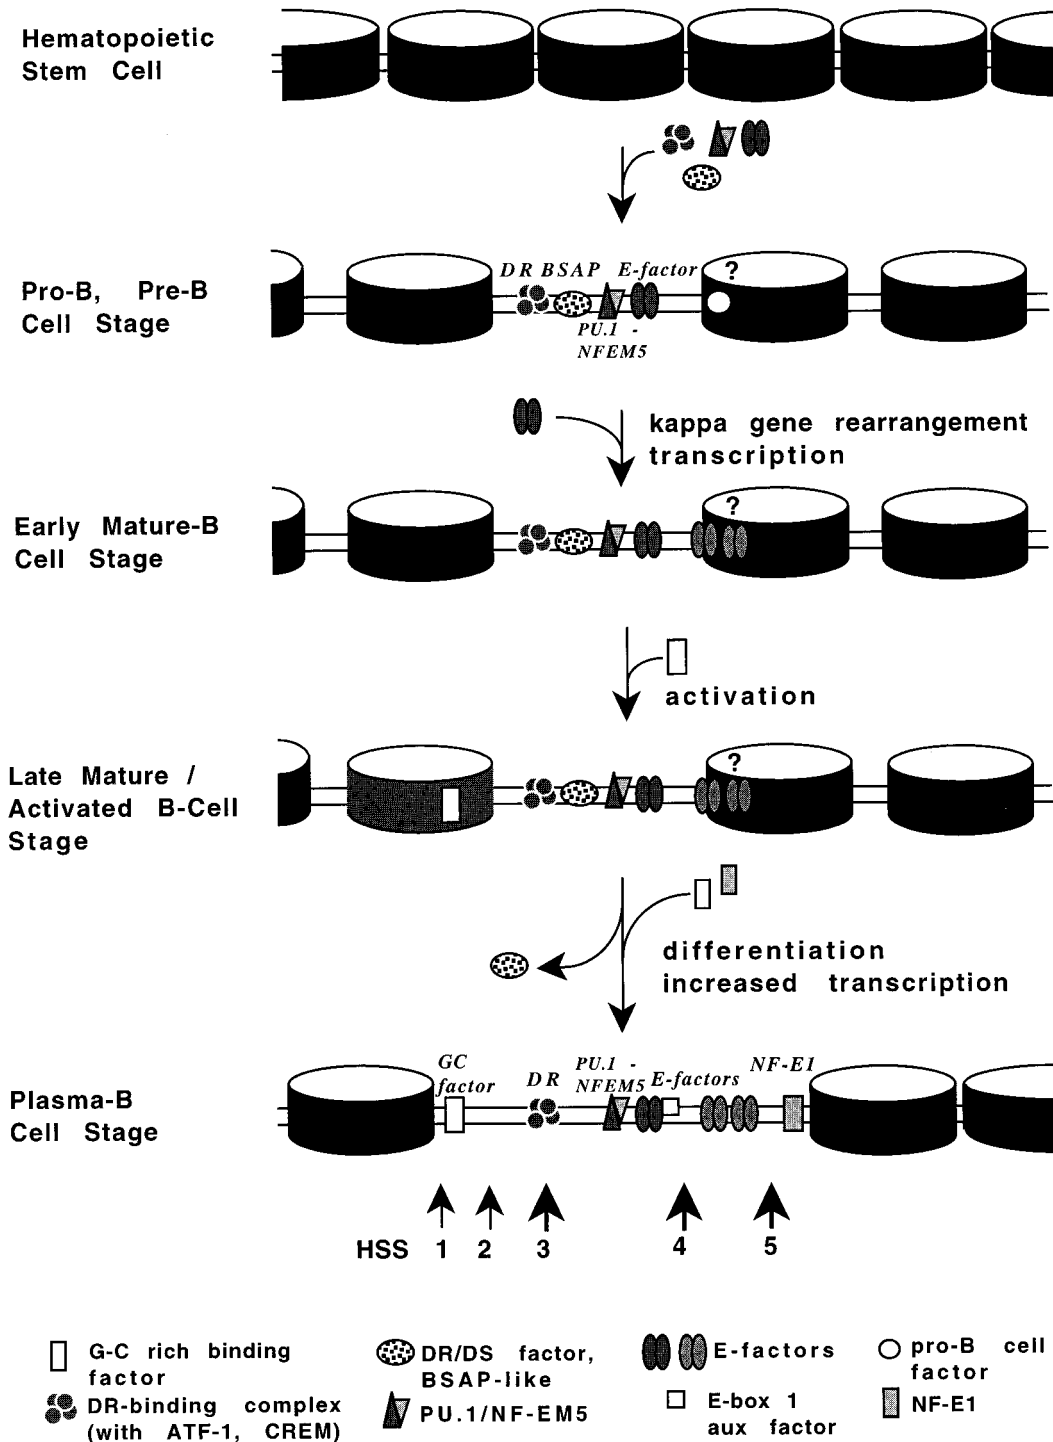 Hematopoietic
Stem Cell
DR BSAP E-factor ?
Pro-B, Pre-B
Cell Stage
PU.1 -
NFEM5
kappa gene rearrangement
transcription
?
Early Mature-B
Cell Stage
activation
?
Late Mature /
Activated B-Cell
Stage
differentiation
increased transcription
GC
factor
DR
PU.1 -
NFEM5
E-factors
NF-E1
Plasma-B
Cell Stage
HSS 1 2 3 4 5
G-C rich binding
factor
DR/DS factor,
BSAP-like
E-factors
pro-B cell
factor
DR-binding complex
(with ATF-1, CREM)
PU.1/NF-EM5
E-box 1
aux factor
NF-E1